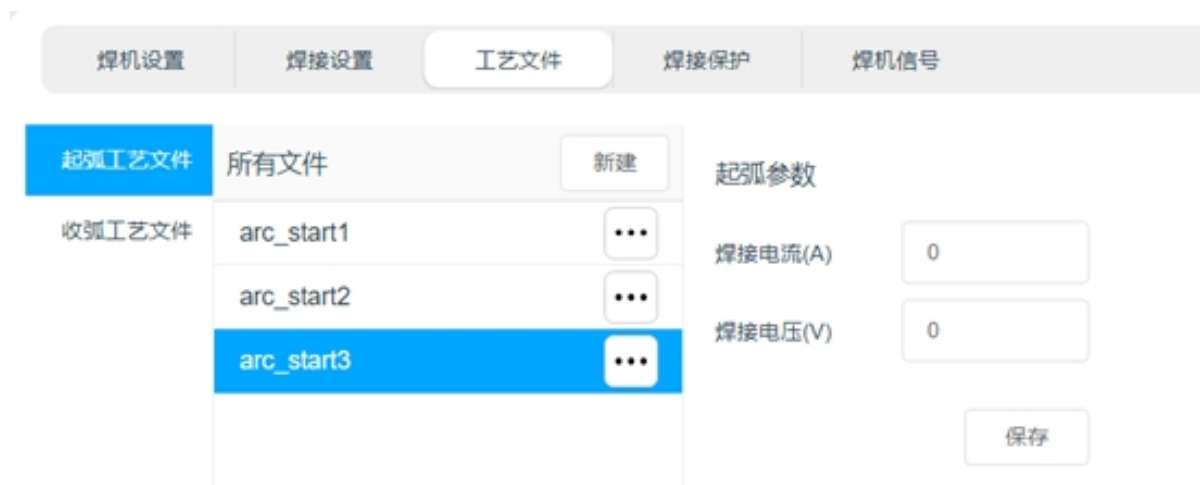 焊机设置 焊接设置 工艺文件 焊接保护 焊机信号
起弧工艺文件
收弧工艺文件
所有文件 新建
arc_start1
arc_start2
arc_start3
起弧参数
焊接电流(A) 0
焊接电压(V) 0
保存